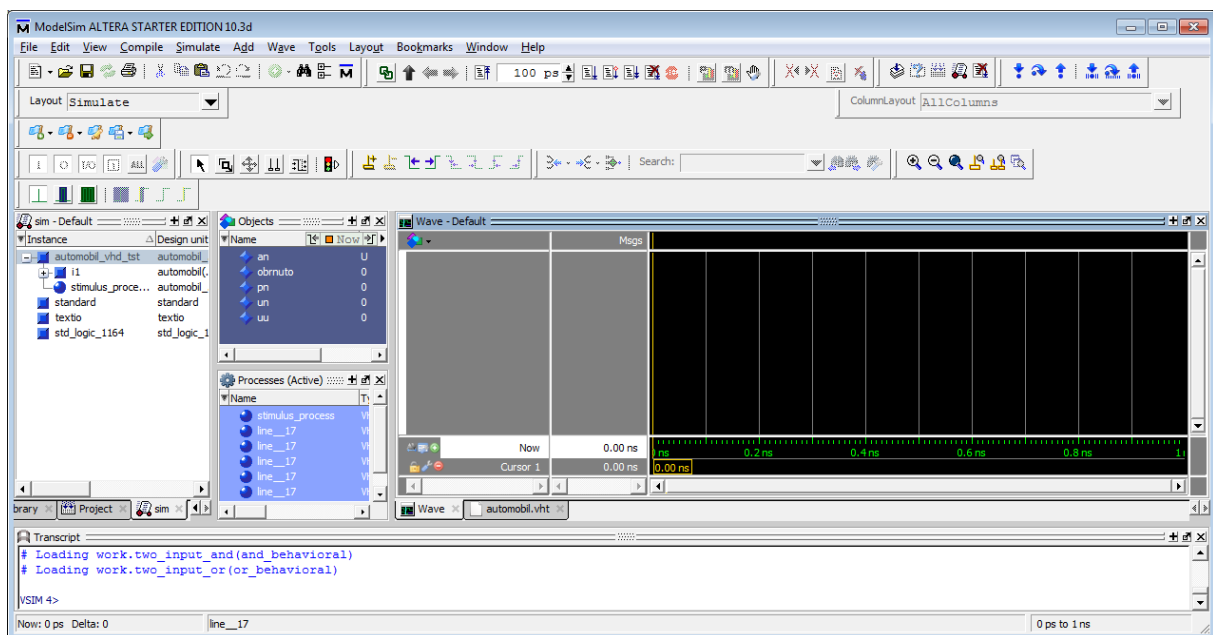 ModelSim ALTERA STARTER EDITION 10.3d
File Edit View Compile Simulate Add Wave Tools Layout Bookmarks Window Help
100 ps
Layout Simulate
ColumnLayout AllColumns
Search:
sim - Default
Instance Design unit
automobil_vhd_tst automobil_
i1 automobil(.
stimulus_proce... automobil_
standard standard
textio textio
std_logic_1164 std_logic_1
brary Project sim
Objects
Name Now
an U
obrnuto 0
pn 0
un 0
uu 0
Processes (Active)
Name
stimulus_process
line__17
line__17
line__17
line__17
line__17
Wave - Default
Msgs
Now 0.00 ns
Cursor 1 0.00 ns
ns 0.2 ns 0.4 ns 0.6 ns 0.8 ns
0.00 ns
Wave automobil.vht
Transcript
# Loading work.two_input_and(and_behavioral)
# Loading work.two_input_or(or_behavioral)
VSIM 4>
Now: 0 ps Delta: 0 line__17 0 ps to 1 ns